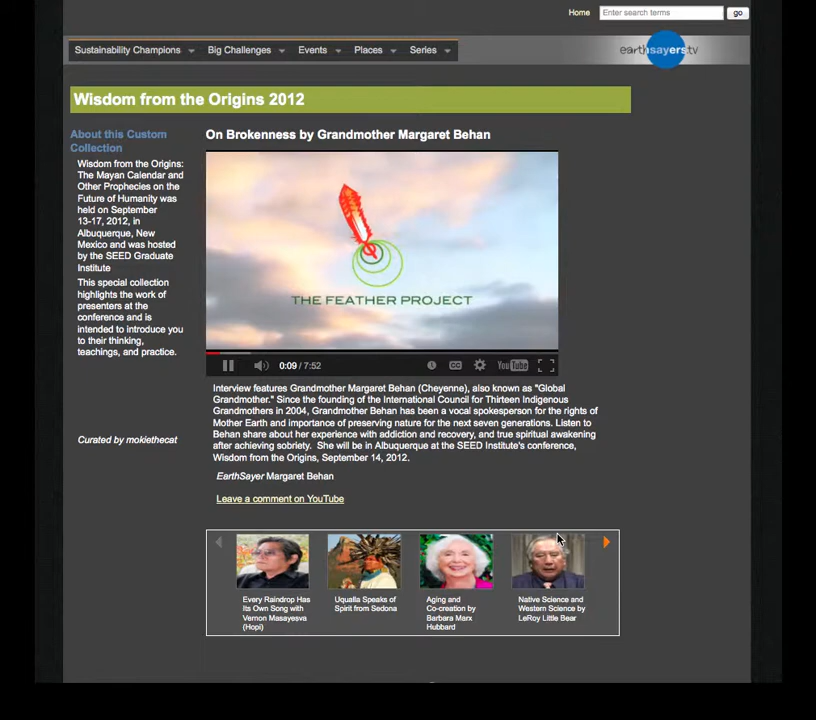 Home
Enter search terms
go
Sustainability Champions
Big Challenges
Events
Places
Series
earthsayers.tv
Wisdom from the Origins 2012
About this Custom
Collection
Wisdom from the Origins:
The Mayan Calendar and
Other Prophecies on the
Future of Humanity was
held on September
13-17, 2012, in
Albuquerque, New
Mexico and was hosted
by the SEED Graduate
Institute
This special collection
highlights the work of
presenters at the
conference and is
intended to introduce you
to their thinking,
teachings, and practice.
Curated by mokiethecat
On Brokenness by Grandmother Margaret Behan
THE FEATHER PROJECT
0:09 / 7:52
CC
YouTube
Interview features Grandmother Margaret Behan (Cheyenne), also known as "Global
Grandmother." Since the founding of the International Council for Thirteen Indigenous
Grandmothers in 2004, Grandmother Behan has been a vocal spokesperson for the rights of
Mother Earth and importance of preserving nature for the next seven generations. Listen to
Behan share about her experience with addiction and recovery, and true spiritual awakening
after achieving sobriety. She will be in Albuquerque at the SEED Institute's conference,
Wisdom from the Origins, September 14, 2012.
EarthSayer Margaret Behan
Leave a comment on YouTube
Every Raindrop Has
Its Own Song with
Vernon Masayesva
(Hopi)
Uqualla Speaks of
Spirit from Sedona
Aging and
Co-creation by
Barbara Marx
Hubbard
Native Science and
Western Science by
LeRoy Little Bear